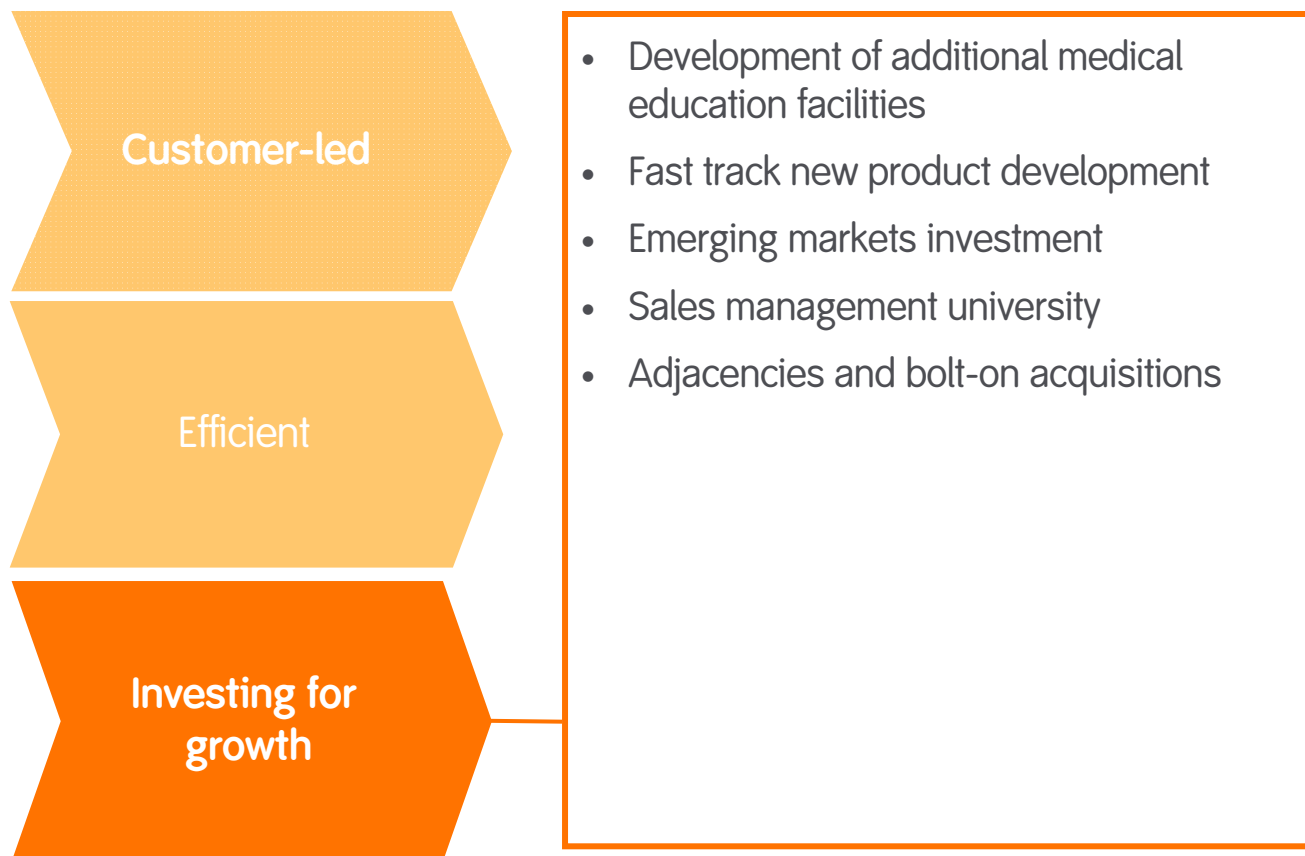 Customer-led
Efficient
Investing for
growth
• Development of additional medical
education facilities
• Fast track new product development
• Emerging markets investment
• Sales management university
• Adjacencies and bolt-on acquisitions